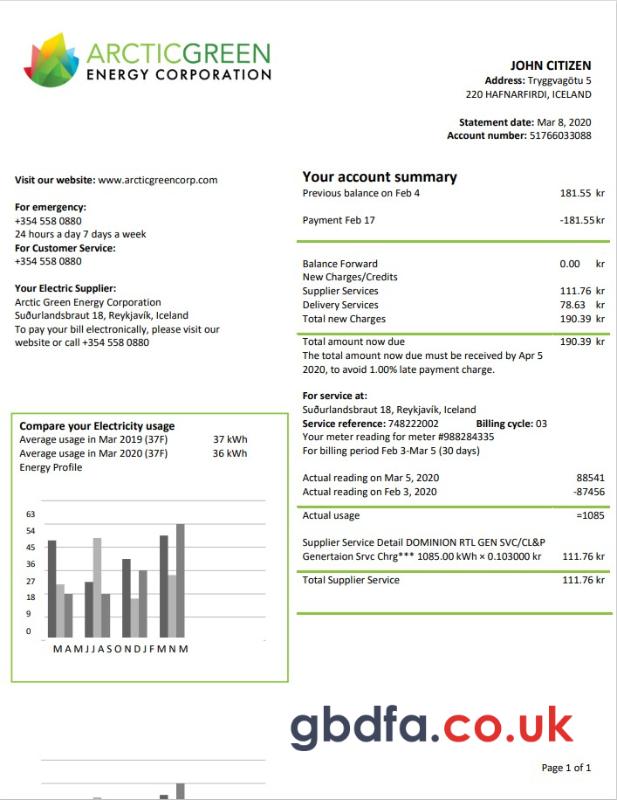 ARCTICGREEN
ENERGY CORPORATION
JOHN CITIZEN
Address: Tryggvagötu 5
220 HAFNARFIRDI, ICELAND
Statement date: Mar 8, 2020
Account number: 51766033088
Visit our website: www.arcticgreencorp.com
For emergency:
+354 558 0880
24 hours a day 7 days a week
For Customer Service:
+354 558 0880
Your Electric Supplier:
Arctic Green Energy Corporation
Suðurlandsbraut 18, Reykjavík, Iceland
To pay your bill electronically, please visit our
website or call +354 558 0880
Your account summary
Previous balance on Feb 4 181.55 kr
Payment Feb 17 -181.55kr
Balance Forward 0.00 kr
New Charges/Credits
Supplier Services 111.76 kr
Delivery Services 78.63 kr
Total new Charges 190.39 kr
Total amount now due 190.39 kr
The total amount now due must be received by Apr 5
2020, to avoid 1.00% late payment charge.
For service at:
Suðurlandsbraut 18, Reykjavík, Iceland
Service reference: 748222002 Billing cycle: 03
Your meter reading for meter #988284335
For billing period Feb 3-Mar 5 (30 days)
Actual reading on Mar 5, 2020 88541
Actual reading on Feb 3, 2020 -87456
Actual usage =1085
Supplier Service Detail DOMINION RTL GEN SVC/CL&P
Genertaion Srvc Chrg*** 1085.00 kWh × 0.103000 kr 111.76 kr
Total Supplier Service 111.76 kr
Compare your Electricity usage
Average usage in Mar 2019 (37F) 37 kWh
Average usage in Mar 2020 (37F) 36 kWh
Energy Profile
63
54
45
36
27
18
9
0
M A M J J A S O N D J F M N M
gbdfa.co.uk
Page 1 of 1